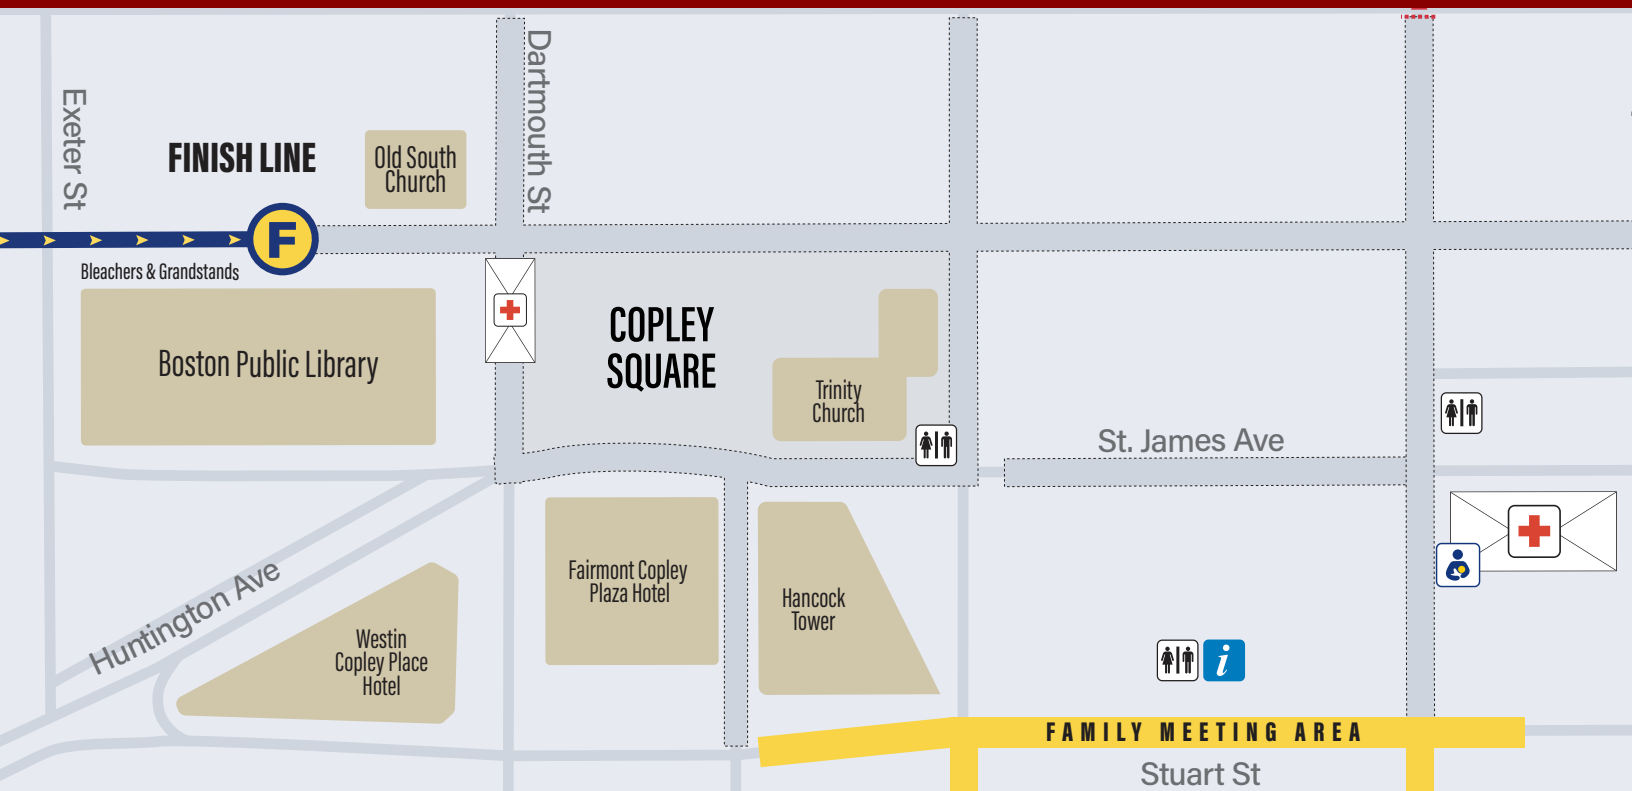 Exeter St
Dartmouth St
FINISH LINE
Old South
Church
F
Bleachers & Grandstands
Boston Public Library
COPLEY
SQUARE
Trinity
Church
St. James Ave
Huntington Ave
Westin
Copley Place
Hotel
Fairmont Copley
Plaza Hotel
Hancock
Tower
i
FAMILY MEETING AREA
Stuart St